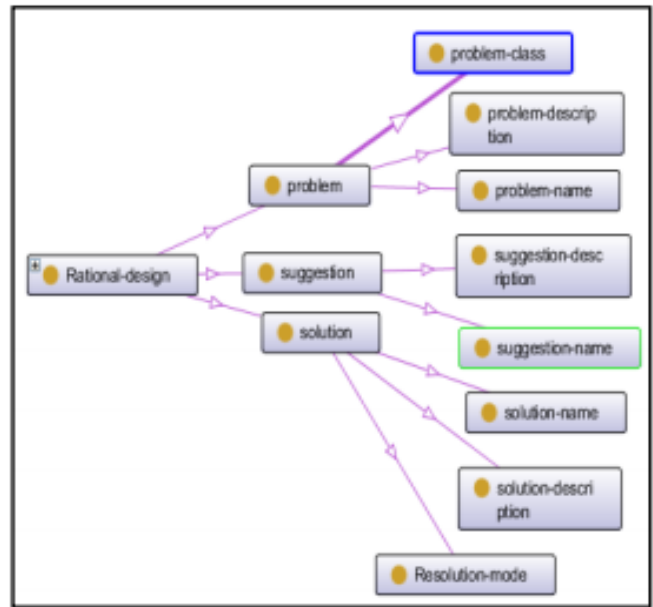 problem-class
problem-descrip
tion
problem
problem-name
suggestion-desc
ription
Rational-design
suggestion
solution
suggestion-name
solution-name
solution-descri
ption
Resolution-mode